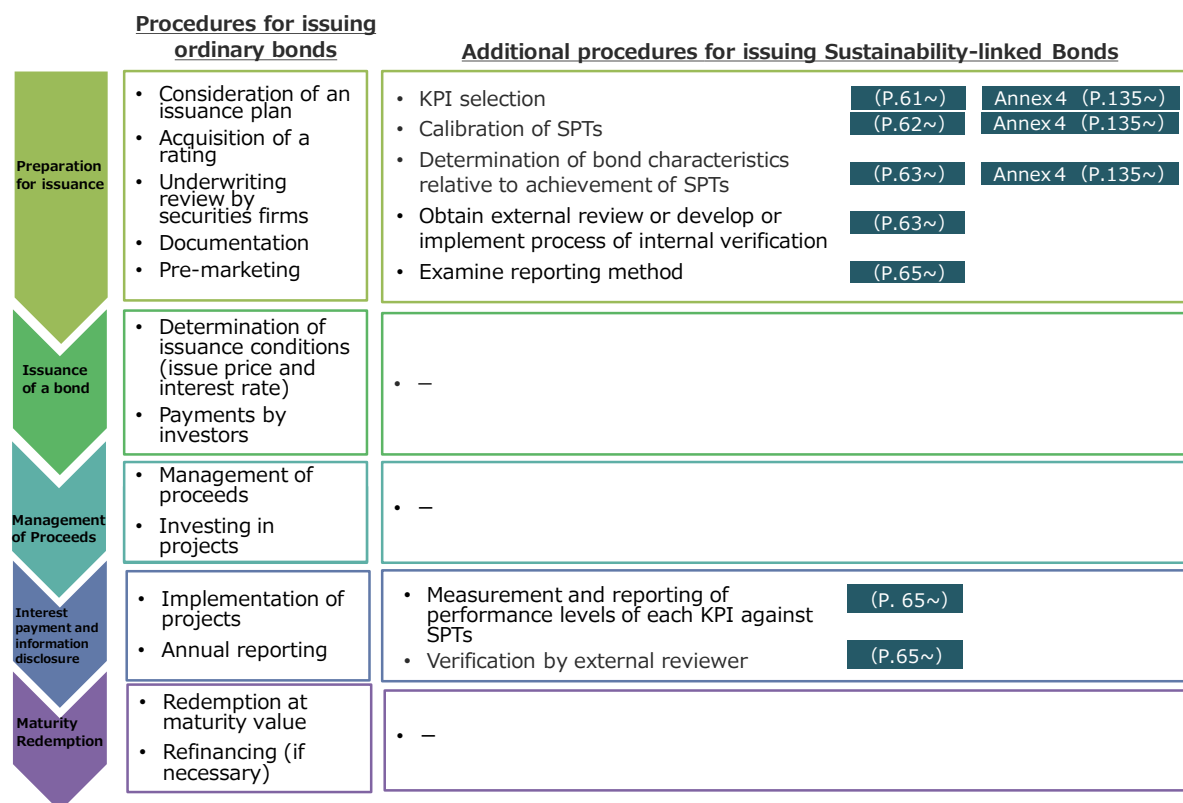 Procedures for issuing
ordinary bonds
Additional procedures for issuing Sustainability-linked Bonds
Preparation
for issuance
• Consideration of an
issuance plan
• Acquisition of a
rating
• Underwriting
review by
securities firms
• Documentation
• Pre-marketing
• KPI selection (P.61~) Annex 4 (P.135~)
• Calibration of SPTs (P.62~) Annex 4 (P.135~)
• Determination of bond characteristics
relative to achievement of SPTs (P.63~) Annex 4 (P.135~)
• Obtain external review or develop or
implement process of internal verification (P.63~)
• Examine reporting method (P.65~)
Issuance
of a bond
• Determination of
issuance conditions
(issue price and
interest rate)
• Payments by
investors
• –
Management
of Proceeds
• Management of
proceeds
• Investing in
projects
• –
Interest
payment and
information
disclosure
• Implementation of
projects
• Annual reporting
• Measurement and reporting of
performance levels of each KPI against
SPTs (P. 65~)
• Verification by external reviewer (P.65~)
Maturity
Redemption
• Redemption at
maturity value
• Refinancing (if
necessary)
• –